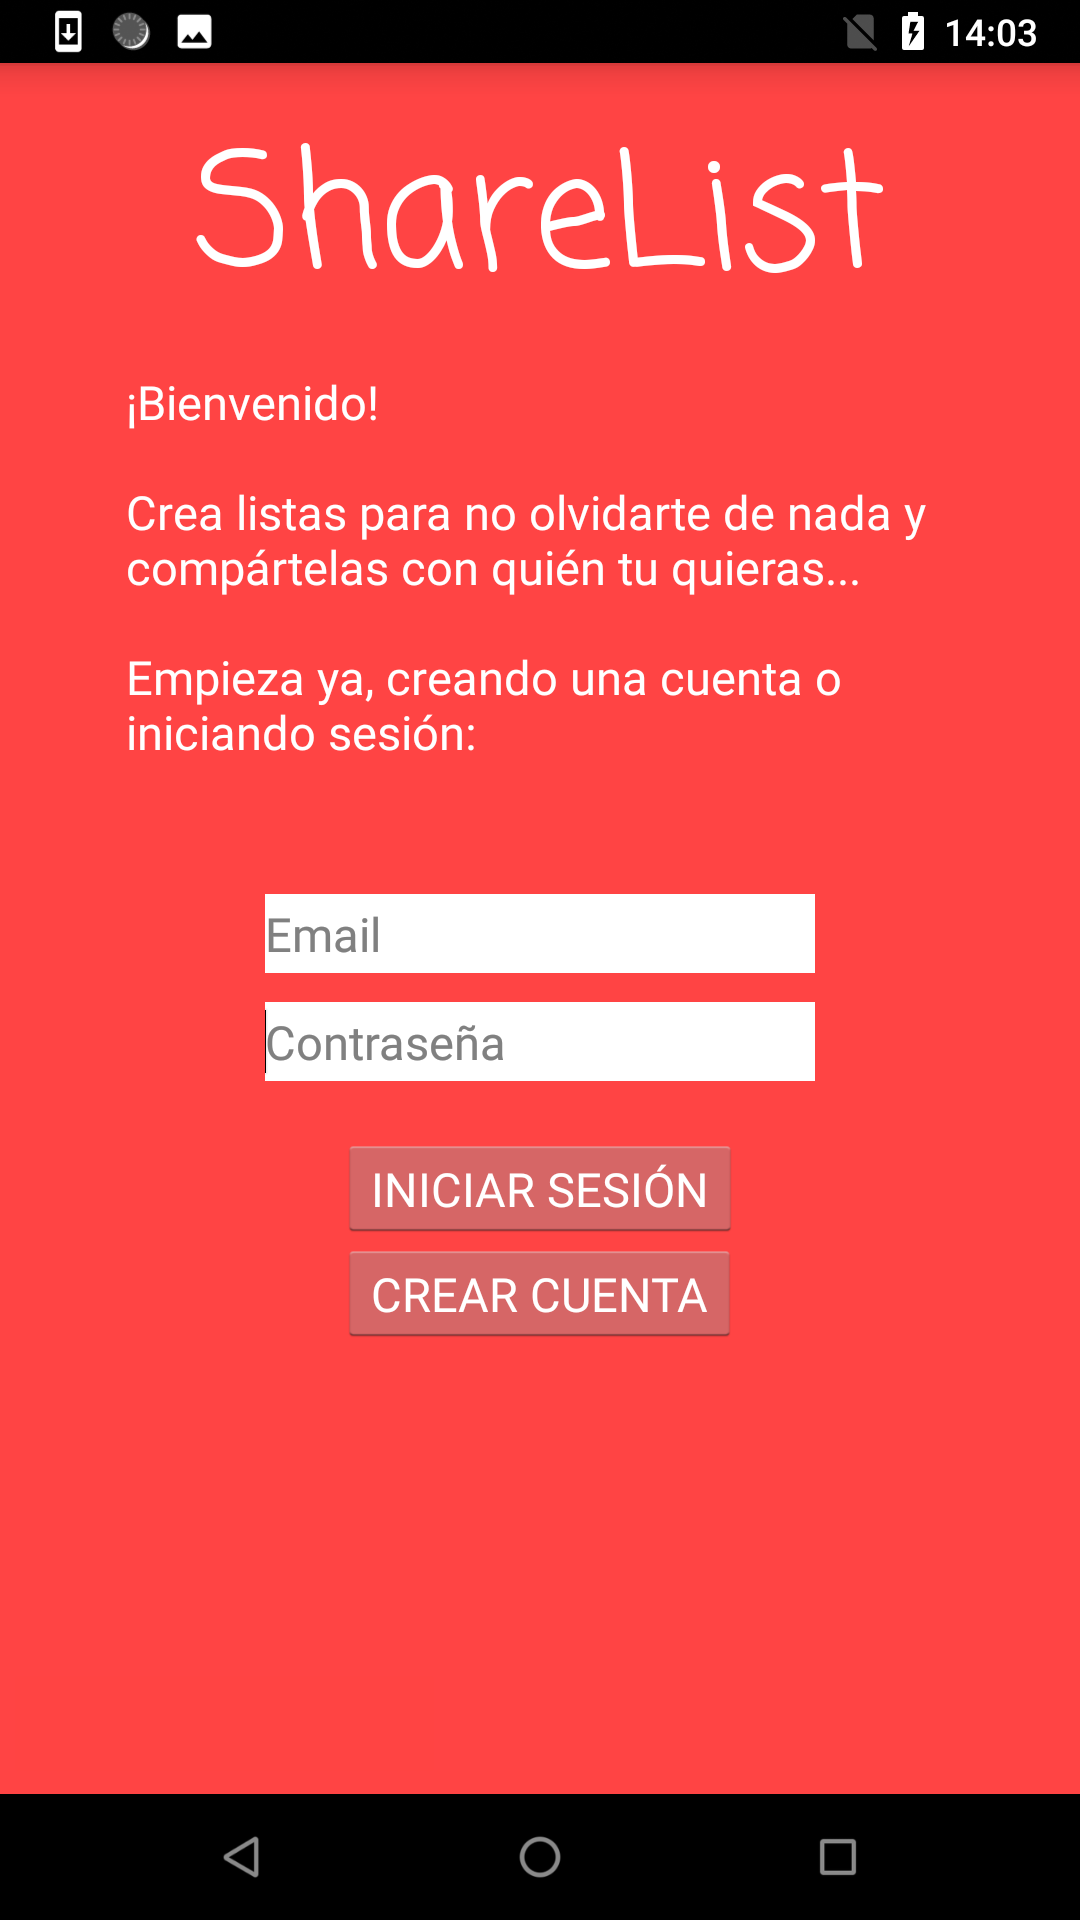 14:03
ShareList
¡Bienvenido!
Crea listas para no olvidarte de nada y
compártelas con quién tu quieras...
Empieza ya, creando una cuenta o
iniciando sesión:
Email
Contraseña
INICIAR SESIÓN
CREAR CUENTA